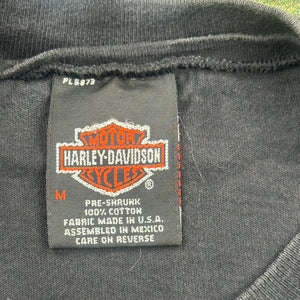 PL 5873
MOTOR
HARLEY-DAVIDSON
CYCLES
®
M
PRE-SHRUNK
100% COTTON
FABRIC MADE IN U.S.A.
ASSEMBLED IN MEXICO
CARE ON REVERSE